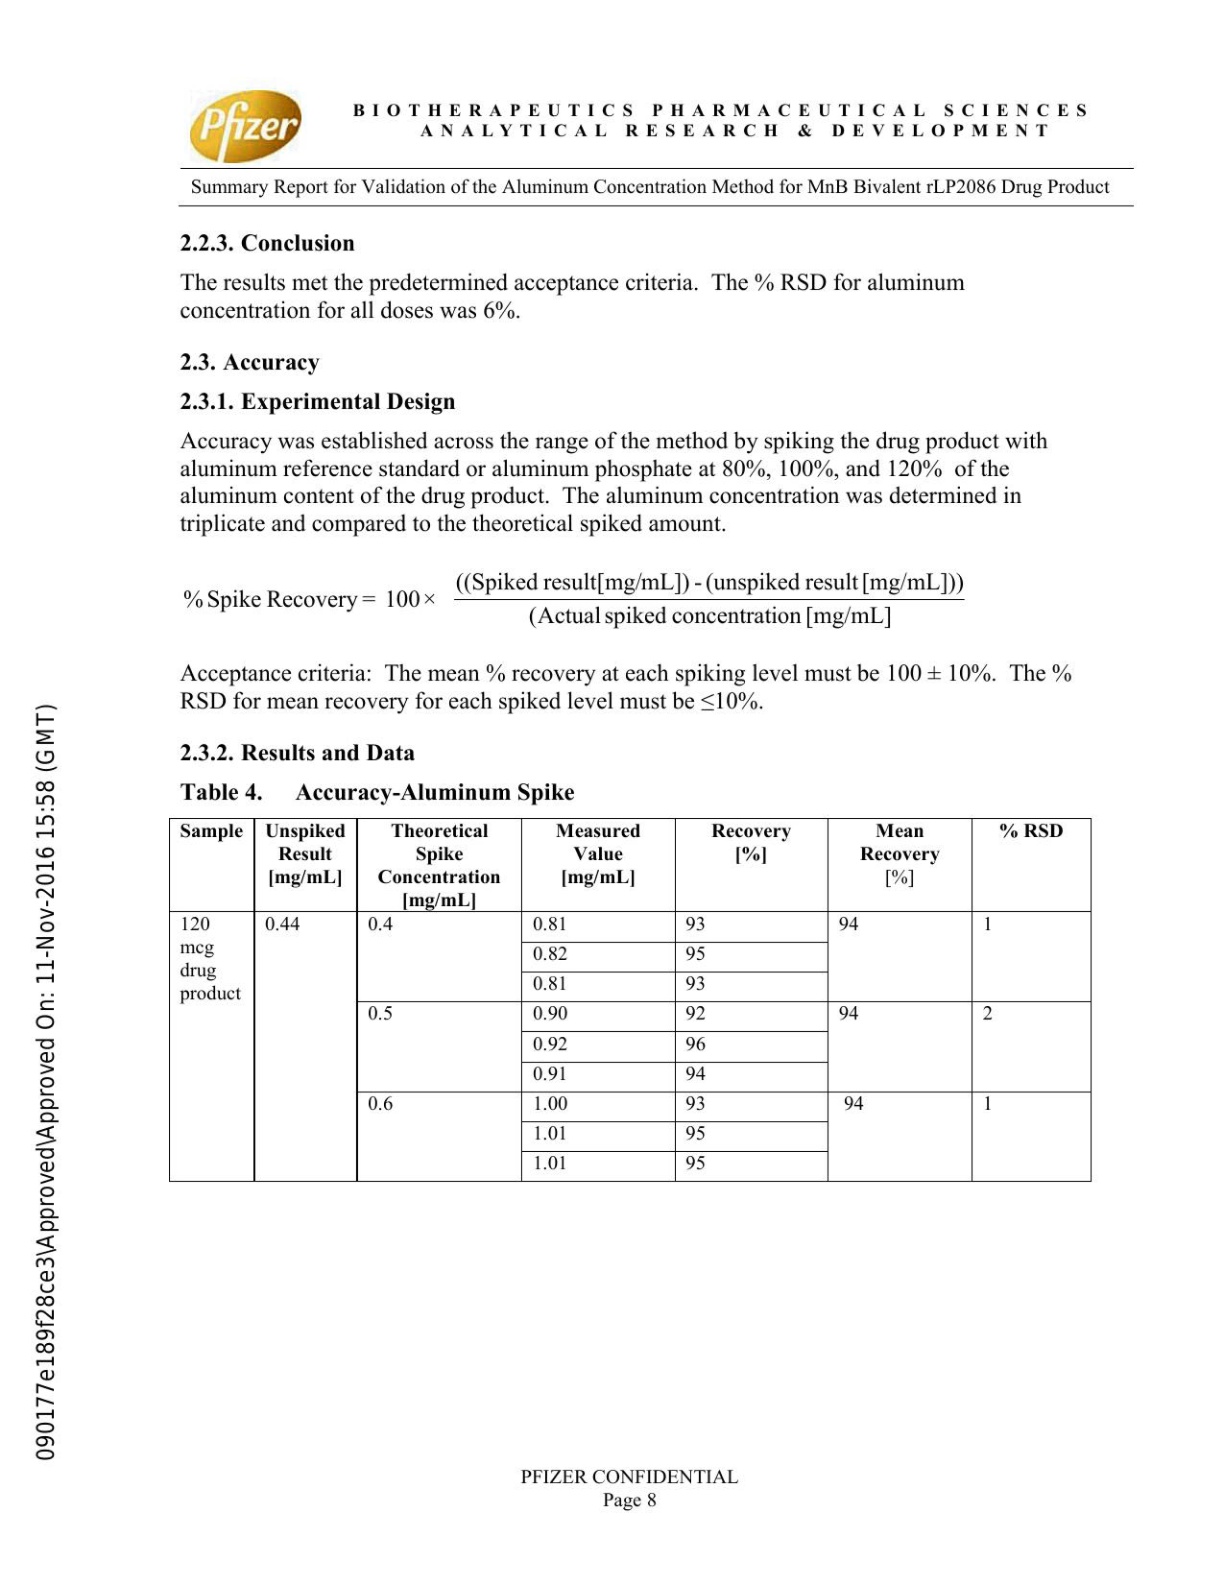 Pfizer
BIOTHERAPEUTICS PHARMACEUTICAL SCIENCES
ANALYTICAL RESEARCH & DEVELOPMENT
Summary Report for Validation of the Aluminum Concentration Method for MnB Bivalent rLP2086 Drug Product
2.2.3. Conclusion
The results met the predetermined acceptance criteria. The % RSD for aluminum
concentration for all doses was 6%.
2.3. Accuracy
2.3.1. Experimental Design
Accuracy was established across the range of the method by spiking the drug product with
aluminum reference standard or aluminum phosphate at 80%, 100%, and 120% of the
aluminum content of the drug product. The aluminum concentration was determined in
triplicate and compared to the theoretical spiked amount.
% Spike Recovery = 100 × ((Spiked result[mg/mL]) - (unspiked result [mg/mL]))
(Actual spiked concentration [mg/mL]
Acceptance criteria: The mean % recovery at each spiking level must be 100 ± 10%. The %
RSD for mean recovery for each spiked level must be ≤10%.
2.3.2. Results and Data
Table 4. Accuracy-Aluminum Spike
Sample Unspiked Theoretical Measured Recovery Mean % RSD
Result Spike Value [%] Recovery
[mg/mL] Concentration [mg/mL] [%]
[mg/mL]
120 0.44 0.4 0.81 93 94 1
mcg 0.82 95
drug
product 0.81 93
0.5 0.90 92 94 2
0.92 96
0.91 94
0.6 1.00 93 94 1
1.01 95
1.01 95
PFIZER CONFIDENTIAL
Page 8
090177e189f28ce3\Approved\Approved On: 11-Nov-2016 15:58 (GMT)